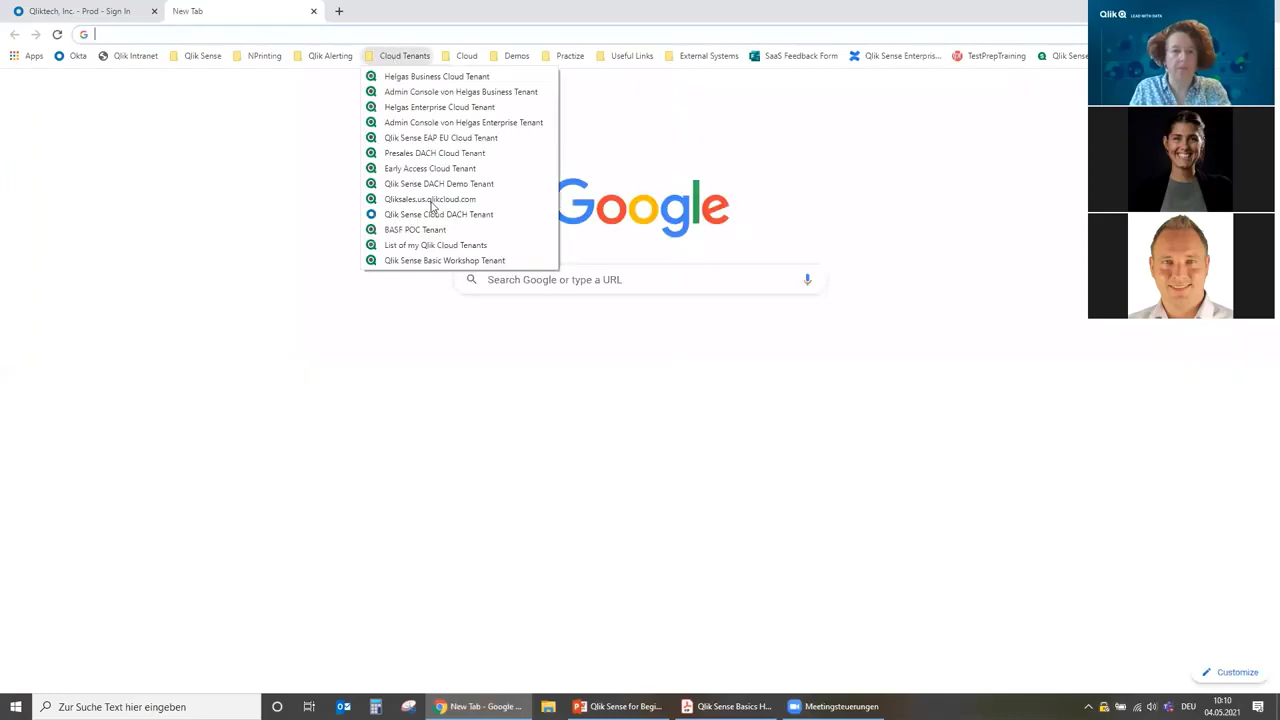 Qliktech, Inc. - Prod - Sign In
New Tab
Apps
Okta
Qlik Intranet
Qlik Sense
NPrinting
Qlik Alerting
Cloud Tenants
Cloud
Demos
Practize
Useful Links
External Systems
SaaS Feedback Form
Qlik Sense Enterpris...
TestPrepTraining
Qlik Sense
Helgas Business Cloud Tenant
Admin Console von Helgas Business Tenant
Helgas Enterprise Cloud Tenant
Admin Console von Helgas Enterprise Tenant
Qlik Sense EAP EU Cloud Tenant
Presales DACH Cloud Tenant
Early Access Cloud Tenant
Qlik Sense DACH Demo Tenant
Qliksales.us.qlikcloud.com
Qlik Sense Cloud DACH Tenant
BASF POC Tenant
List of my Qlik Cloud Tenants
Qlik Sense Basic Workshop Tenant
Google
Search Google or type a URL
Qlik LEAD WITH DATA
Customize
Zur Suche Text hier eingeben
New Tab - Google ...
Qlik Sense for Begi...
Qlik Sense Basics H...
Meetingsteuerungen
DEU
10:10
04.05.2021